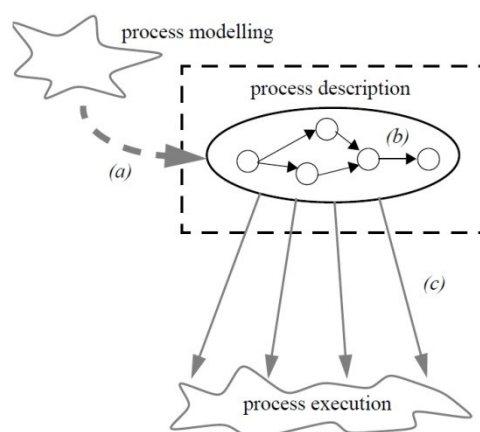 process modelling
process description
(b)
(a)
(c)
process execution